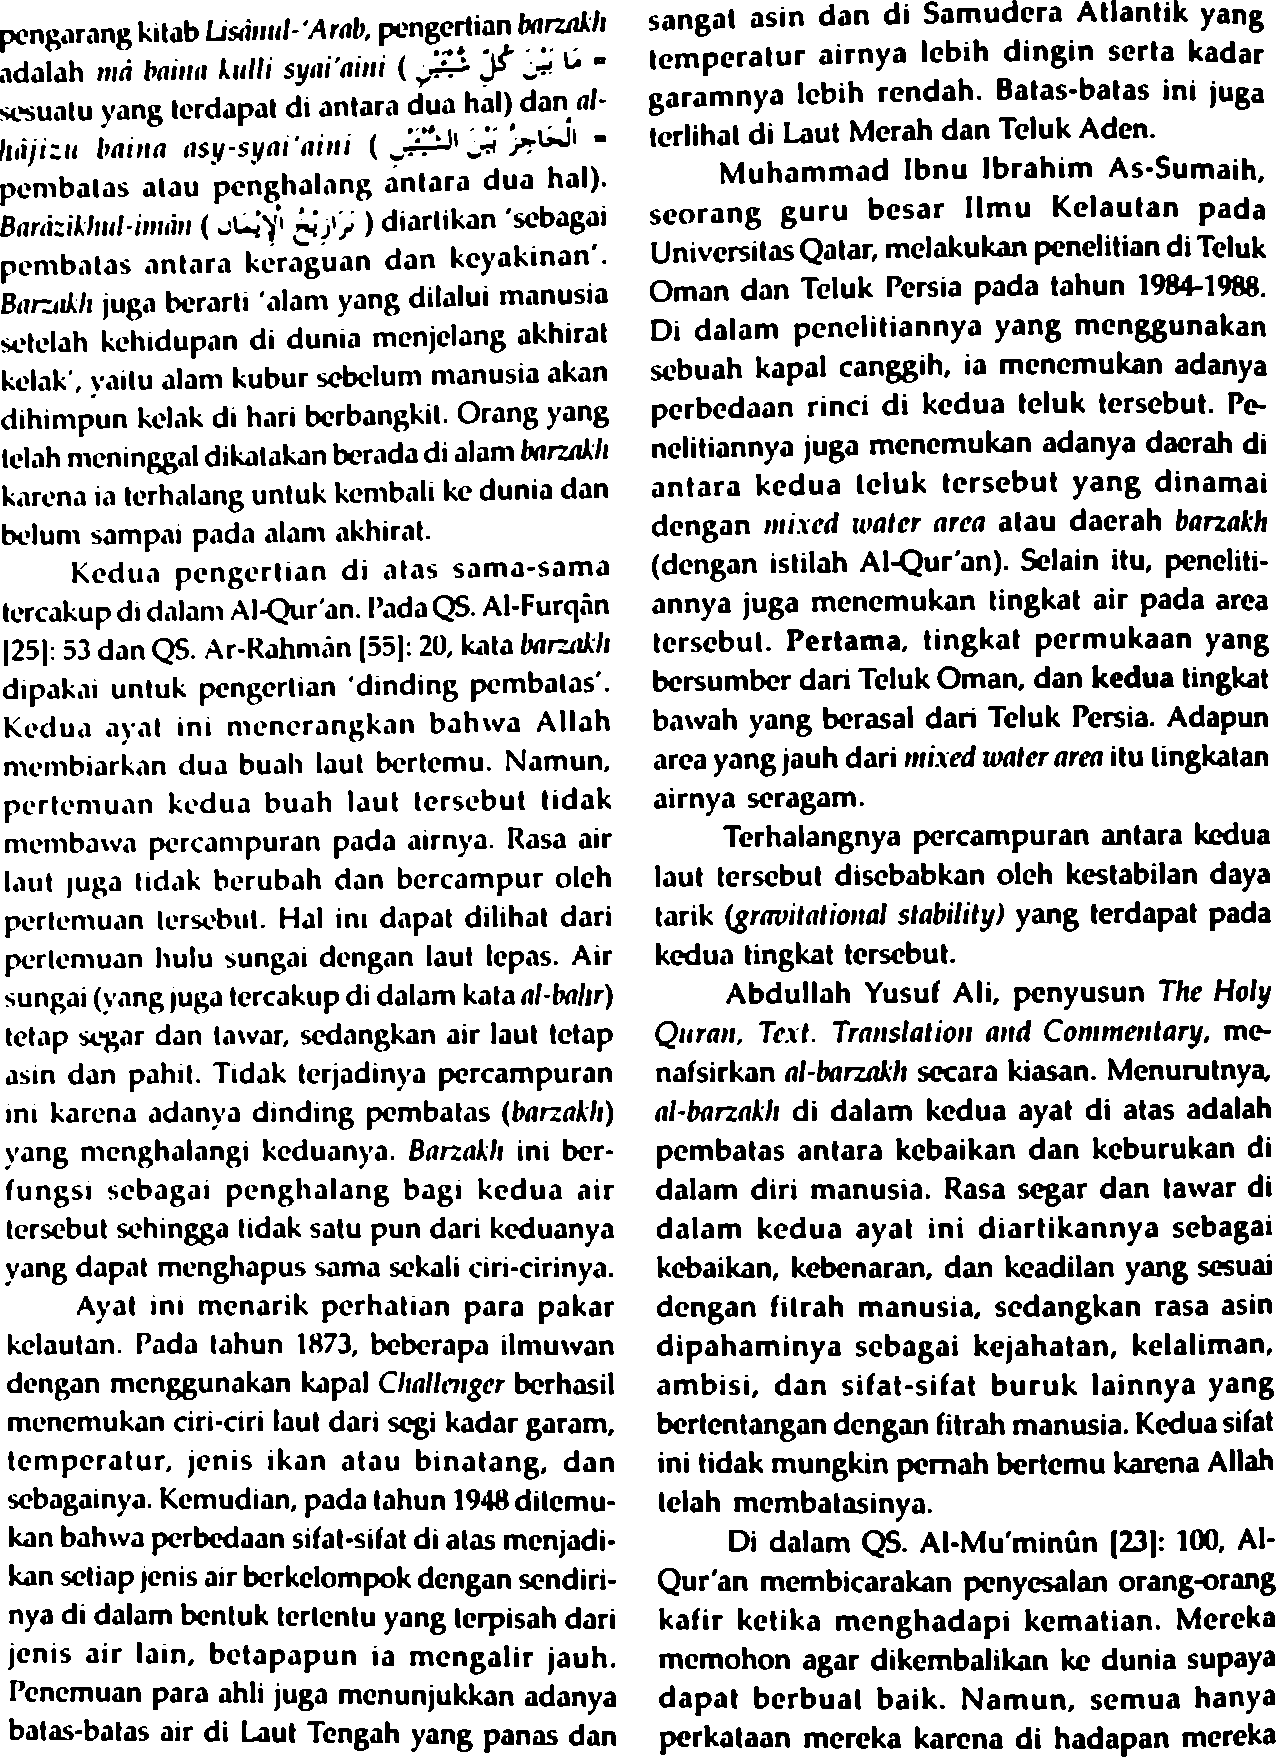 pengarang kitab Lisânul-‘Arab, pengertian barzakh
adalah mâ baina kulli syai’aini ( مَا بَيْنَ كُلِّ شَيْئَيْنِ =
sesuatu yang terdapat di antara dua hal) dan al-
hâjizu baina asy-syai’aini ( الْحَاجِزُ بَيْنَ الشَّيْئَيْنِ =
pembatas atau penghalang antara dua hal).
Barâzikhul-imân ( بَرَازِخُ الْإِيْمَانِ ) diartikan ‘sebagai
pembatas antara keraguan dan keyakinan’.
Barzakh juga berarti ‘alam yang dilalui manusia
setelah kehidupan di dunia menjelang akhirat
kelak’, yaitu alam kubur sebelum manusia akan
dihimpun kelak di hari berbangkit. Orang yang
telah meninggal dikatakan berada di alam barzakh
karena ia terhalang untuk kembali ke dunia dan
belum sampai pada alam akhirat.
Kedua pengertian di atas sama-sama
tercakup di dalam Al-Qur’an. Pada QS. Al-Furqân
[25]: 53 dan QS. Ar-Rahmân [55]: 20, kata barzakh
dipakai untuk pengertian ‘dinding pembatas’.
Kedua ayat ini menerangkan bahwa Allah
membiarkan dua buah laut bertemu. Namun,
pertemuan kedua buah laut tersebut tidak
membawa percampuran pada airnya. Rasa air
laut juga tidak berubah dan bercampur oleh
pertemuan tersebut. Hal ini dapat dilihat dari
pertemuan hulu sungai dengan laut lepas. Air
sungai (yang juga tercakup di dalam kata al-bahr)
tetap segar dan tawar, sedangkan air laut tetap
asin dan pahit. Tidak terjadinya percampuran
ini karena adanya dinding pembatas (barzakh)
yang menghalangi keduanya. Barzakh ini ber-
fungsi sebagai penghalang bagi kedua air
tersebut sehingga tidak satu pun dari keduanya
yang dapat menghapus sama sekali ciri-cirinya.
Ayat ini menarik perhatian para pakar
kelautan. Pada tahun 1873, beberapa ilmuwan
dengan menggunakan kapal Challenger berhasil
menemukan ciri-ciri laut dari segi kadar garam,
temperatur, jenis ikan atau binatang, dan
sebagainya. Kemudian, pada tahun 1948 ditemu-
kan bahwa perbedaan sifat-sifat di atas menjadi-
kan setiap jenis air berkelompok dengan sendiri-
nya di dalam bentuk tertentu yang terpisah dari
jenis air lain, betapapun ia mengalir jauh.
Penemuan para ahli juga menunjukkan adanya
batas-batas air di Laut Tengah yang panas dan
sangat asin dan di Samudera Atlantik yang
temperatur airnya lebih dingin serta kadar
garamnya lebih rendah. Batas-batas ini juga
terlihat di Laut Merah dan Teluk Aden.
Muhammad Ibnu Ibrahim As-Sumaih,
seorang guru besar Ilmu Kelautan pada
Universitas Qatar, melakukan penelitian di Teluk
Oman dan Teluk Persia pada tahun 1984-1988.
Di dalam penelitiannya yang menggunakan
sebuah kapal canggih, ia menemukan adanya
perbedaan rinci di kedua teluk tersebut. Pe-
nelitiannya juga menemukan adanya daerah di
antara kedua teluk tersebut yang dinamai
dengan mixed water area atau daerah barzakh
(dengan istilah Al-Qur’an). Selain itu, peneliti-
annya juga menemukan tingkat air pada area
tersebut. Pertama, tingkat permukaan yang
bersumber dari Teluk Oman, dan kedua tingkat
bawah yang berasal dari Teluk Persia. Adapun
area yang jauh dari mixed water area itu tingkatan
airnya seragam.
Terhalangnya percampuran antara kedua
laut tersebut disebabkan oleh kestabilan daya
tarik (gravitational stability) yang terdapat pada
kedua tingkat tersebut.
Abdullah Yusuf Ali, penyusun The Holy
Quran, Text. Translation and Commentary, me-
nafsirkan al-barzakh secara kiasan. Menurutnya,
al-barzakh di dalam kedua ayat di atas adalah
pembatas antara kebaikan dan keburukan di
dalam diri manusia. Rasa segar dan tawar di
dalam kedua ayat ini diartikannya sebagai
kebaikan, kebenaran, dan keadilan yang sesuai
dengan fitrah manusia, sedangkan rasa asin
dipahaminya sebagai kejahatan, kelaliman,
ambisi, dan sifat-sifat buruk lainnya yang
bertentangan dengan fitrah manusia. Kedua sifat
ini tidak mungkin pernah bertemu karena Allah
telah membatasinya.
Di dalam QS. Al-Mu’minûn [23]: 100, Al-
Qur’an membicarakan penyesalan orang-orang
kafir ketika menghadapi kematian. Mereka
memohon agar dikembalikan ke dunia supaya
dapat berbuat baik. Namun, semua hanya
perkataan mereka karena di hadapan mereka